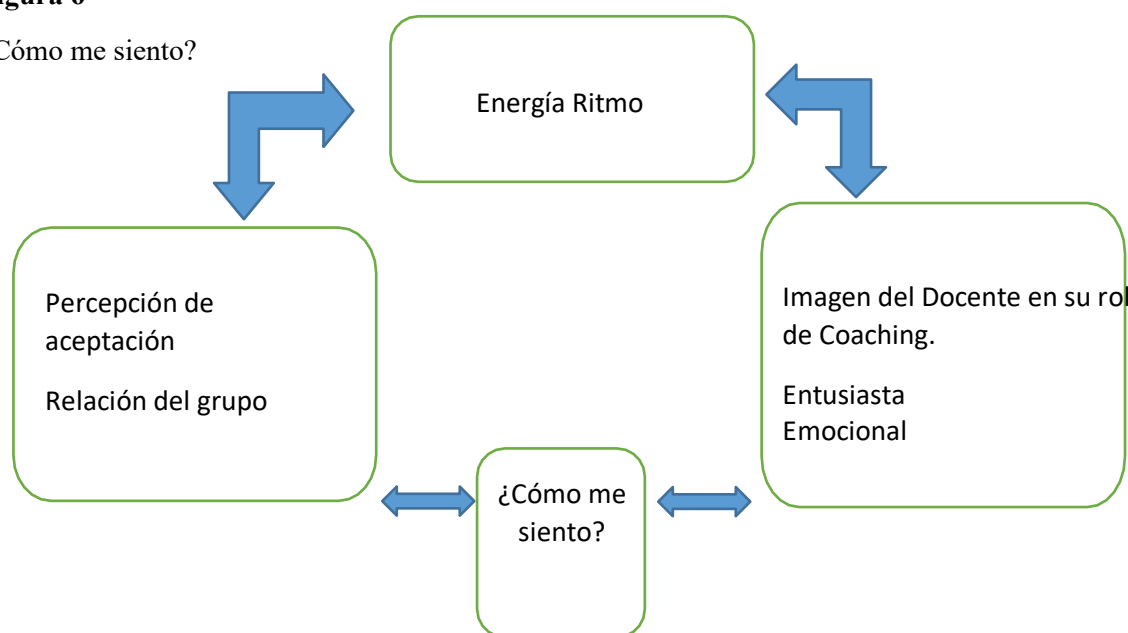 Cómo me siento?
Energía Ritmo
Percepción de
aceptación
Relación del grupo
Imagen del Docente en su rol
de Coaching.
Entusiasta
Emocional
¿Cómo me
siento?